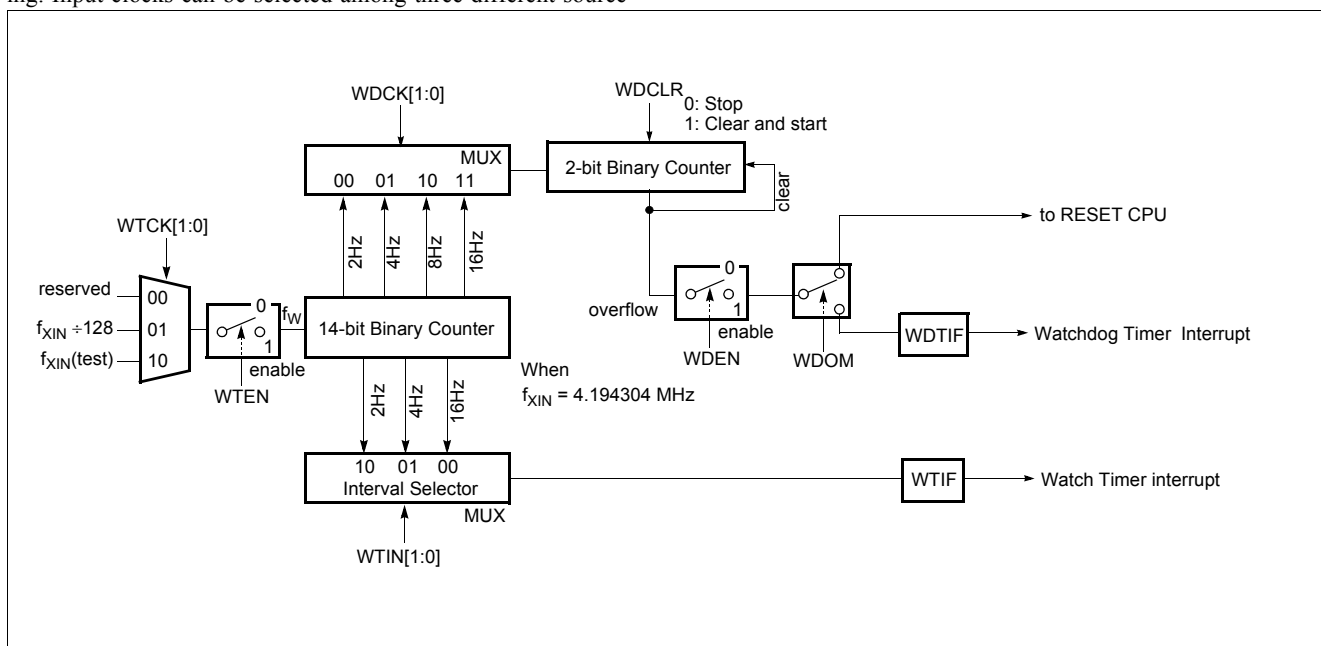 ing. Input clocks can be selected among three different source
WDCK[1:0]
WDCLR
0: Stop
1: Clear and start
MUX
00 01 10 11
2-bit Binary Counter
clear
WTCK[1:0]
2Hz
4Hz
8Hz
16Hz
to RESET CPU
reserved
00
fXIN ÷128
01
fXIN(test)
10
0
1
enable
WTEN
fW
14-bit Binary Counter
overflow
0
1
enable
WDEN
WDOM
WDTIF
Watchdog Timer Interrupt
When
fXIN = 4.194304 MHz
2Hz
4Hz
16Hz
10 01 00
Interval Selector
MUX
WTIF
Watch Timer interrupt
WTIN[1:0]